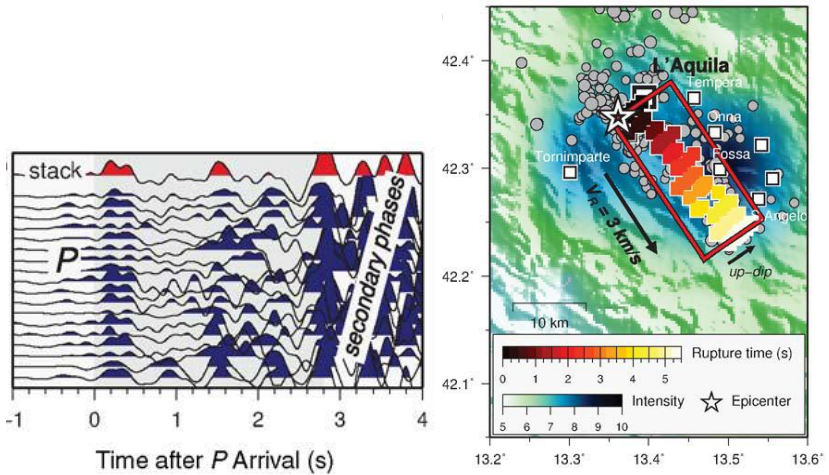 stack
P
secondary phases
-1 0 1 2 3 4
Time after P Arrival (s)
42.4˚
42.3˚
42.2˚
42.1˚
L'Aquila
Tempera
Onna
Fossa
Tornimparte
Angelo
V_R = 3 km/s
up-dip
10 km
Rupture time (s)
0 1 2 3 4 5
Intensity
Epicenter
5 6 7 8 9 10
13.2˚ 13.3˚ 13.4˚ 13.5˚ 13.6˚